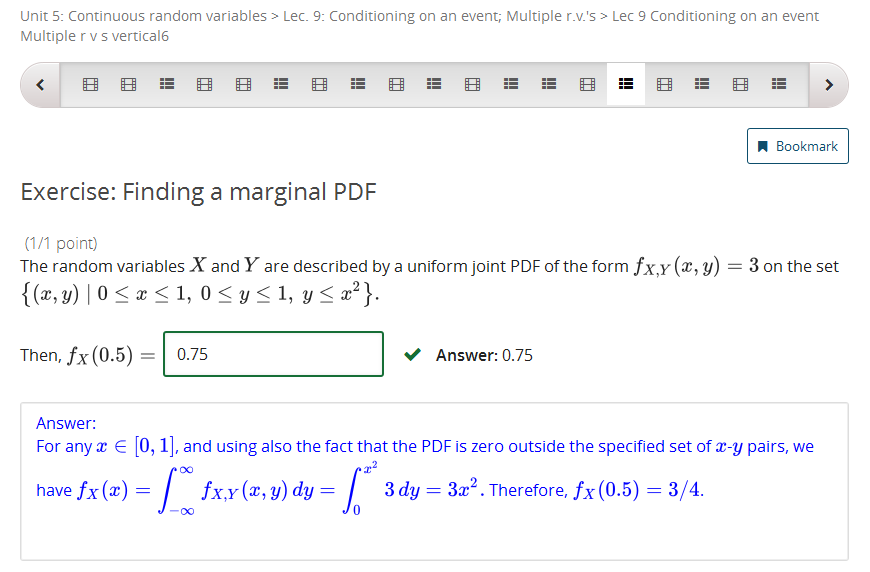 Unit 5: Continuous random variables > Lec. 9: Conditioning on an event; Multiple r.v.'s > Lec 9 Conditioning on an event
Multiple r v s vertical6
Bookmark
Exercise: Finding a marginal PDF
(1/1 point)
The random variables X and Y are described by a uniform joint PDF of the form f_{X,Y}(x, y) = 3 on the set
{(x, y) | 0 ≤ x ≤ 1, 0 ≤ y ≤ 1, y ≤ x²}.
Then, f_X(0.5) = 0.75 Answer: 0.75
Answer:
For any x ∈ [0, 1], and using also the fact that the PDF is zero outside the specified set of x-y pairs, we
have f_X(x) = ∫_{−∞}^{∞} f_{X,Y}(x, y) dy = ∫_0^{x²} 3 dy = 3x². Therefore, f_X(0.5) = 3/4.